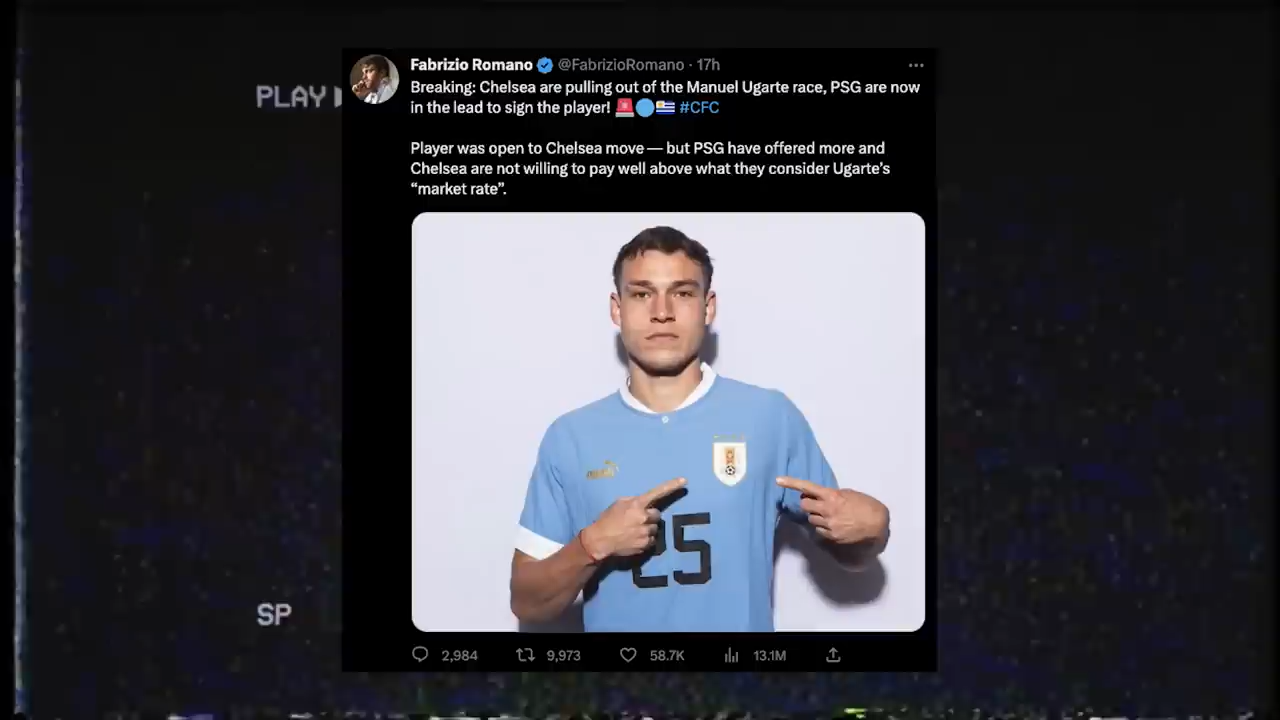 Fabrizio Romano @FabrizioRomano · 17h
Breaking: Chelsea are pulling out of the Manuel Ugarte race, PSG are now
in the lead to sign the player! 🚨🔵🇺🇾 #CFC
Player was open to Chelsea move — but PSG have offered more and
Chelsea are not willing to pay well above what they consider Ugarte’s
“market rate”.
PLAY
25
SP
2,984 9,973 58.7K 13.1M